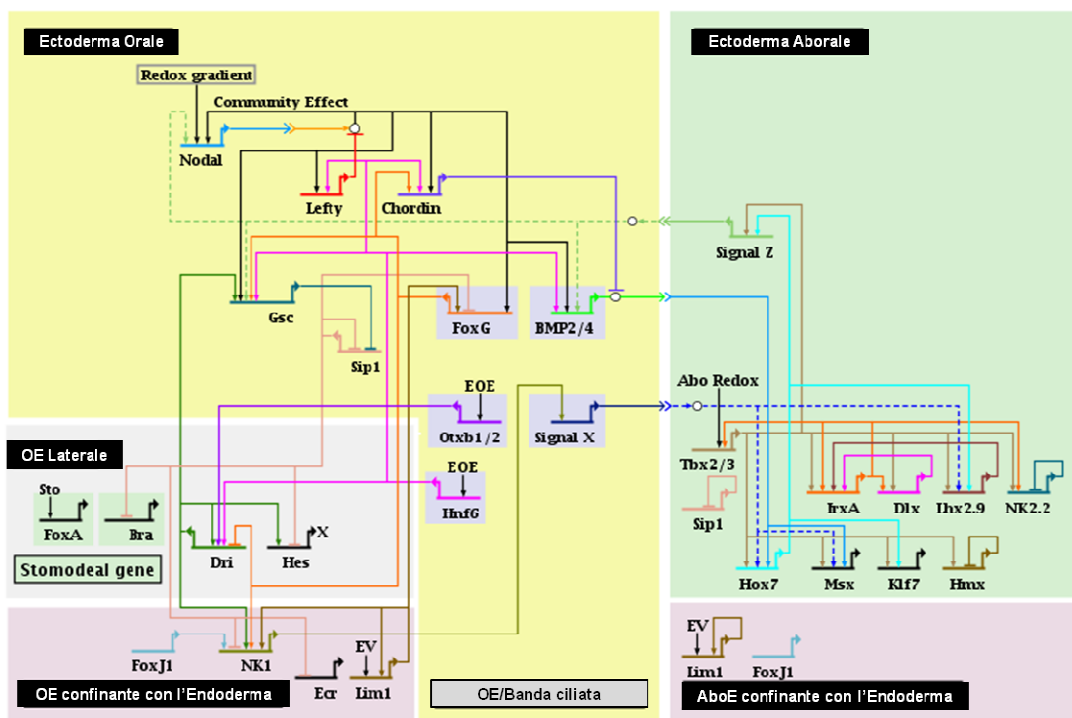 Ectoderma Orale
Ectoderma Aborale
Redox gradient
Community Effect
Nodal
Lefty
Chordin
Signal Z
Gsc
FoxG
BMP2/4
Sip1
Abo Redox
EOE
Otxb1/2
Signal X
OE Laterale
Tbx2/3
EOE
Sto
HnfG
Sip1
IrxA
Dlx
Lhx2.9
NK2.2
FoxA
Bra
X
Dri
Hes
Stomodeal gene
Hox7
Msx
Klf7
Hmx
EV
EV
FoxJ1
NK1
Ecr
Lim1
Lim1
FoxJ1
OE confinante con l’Endoderma
OE/Banda ciliata
AboE confinante con l’Endoderma